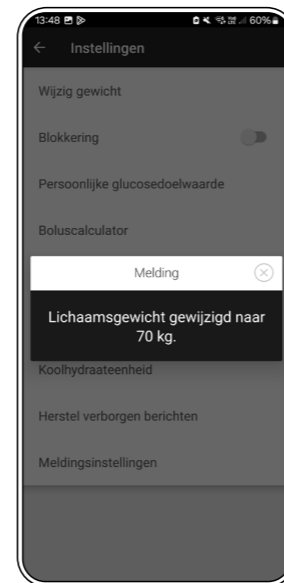 13:48
60%
Instellingen
Wijzig gewicht
Blokkering
Persoonlijke glucosedoelwaarde
Boluscalculator
Melding
Lichaamsgewicht gewijzigd naar
70 kg.
Koolhydraateenheid
Herstel verborgen berichten
Meldingsinstellingen